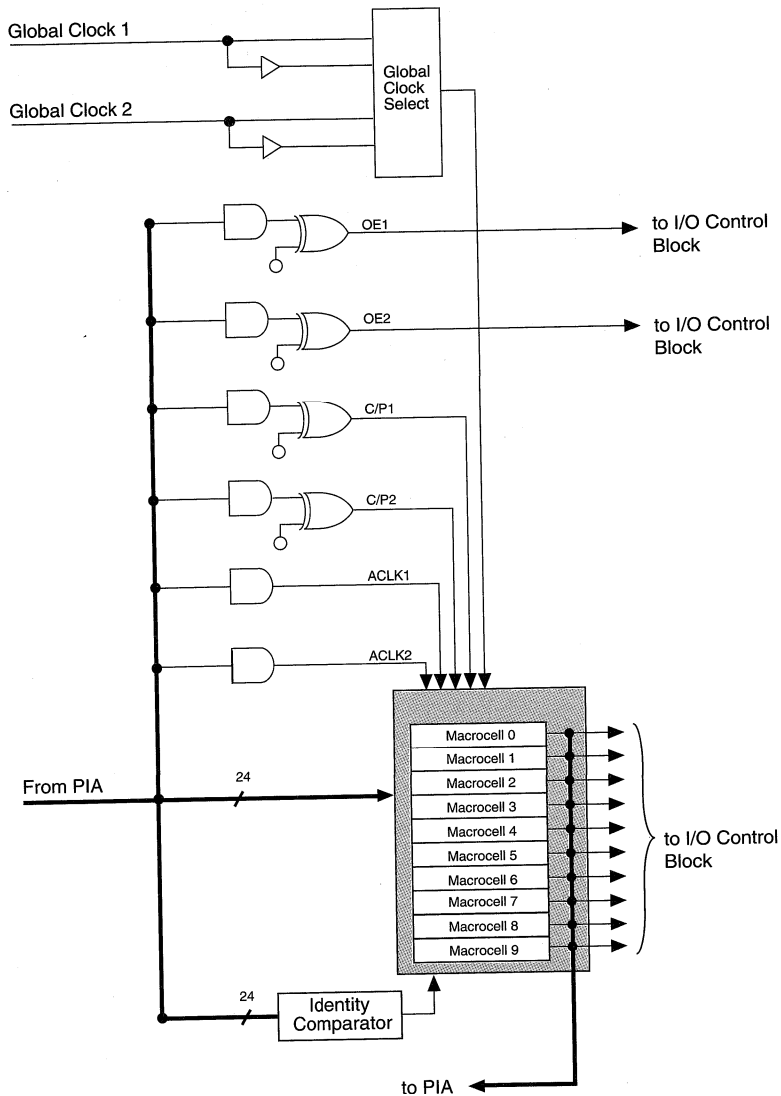 Global Clock 1
Global
Clock
Select
Global Clock 2
OE1
to I/O Control
Block
OE2
to I/O Control
Block
C/P1
C/P2
ACLK1
ACLK2
From PIA
24
Macrocell 0
Macrocell 1
Macrocell 2
Macrocell 3
Macrocell 4
Macrocell 5
Macrocell 6
Macrocell 7
Macrocell 8
Macrocell 9
to I/O Control
Block
24
Identity
Comparator
to PIA